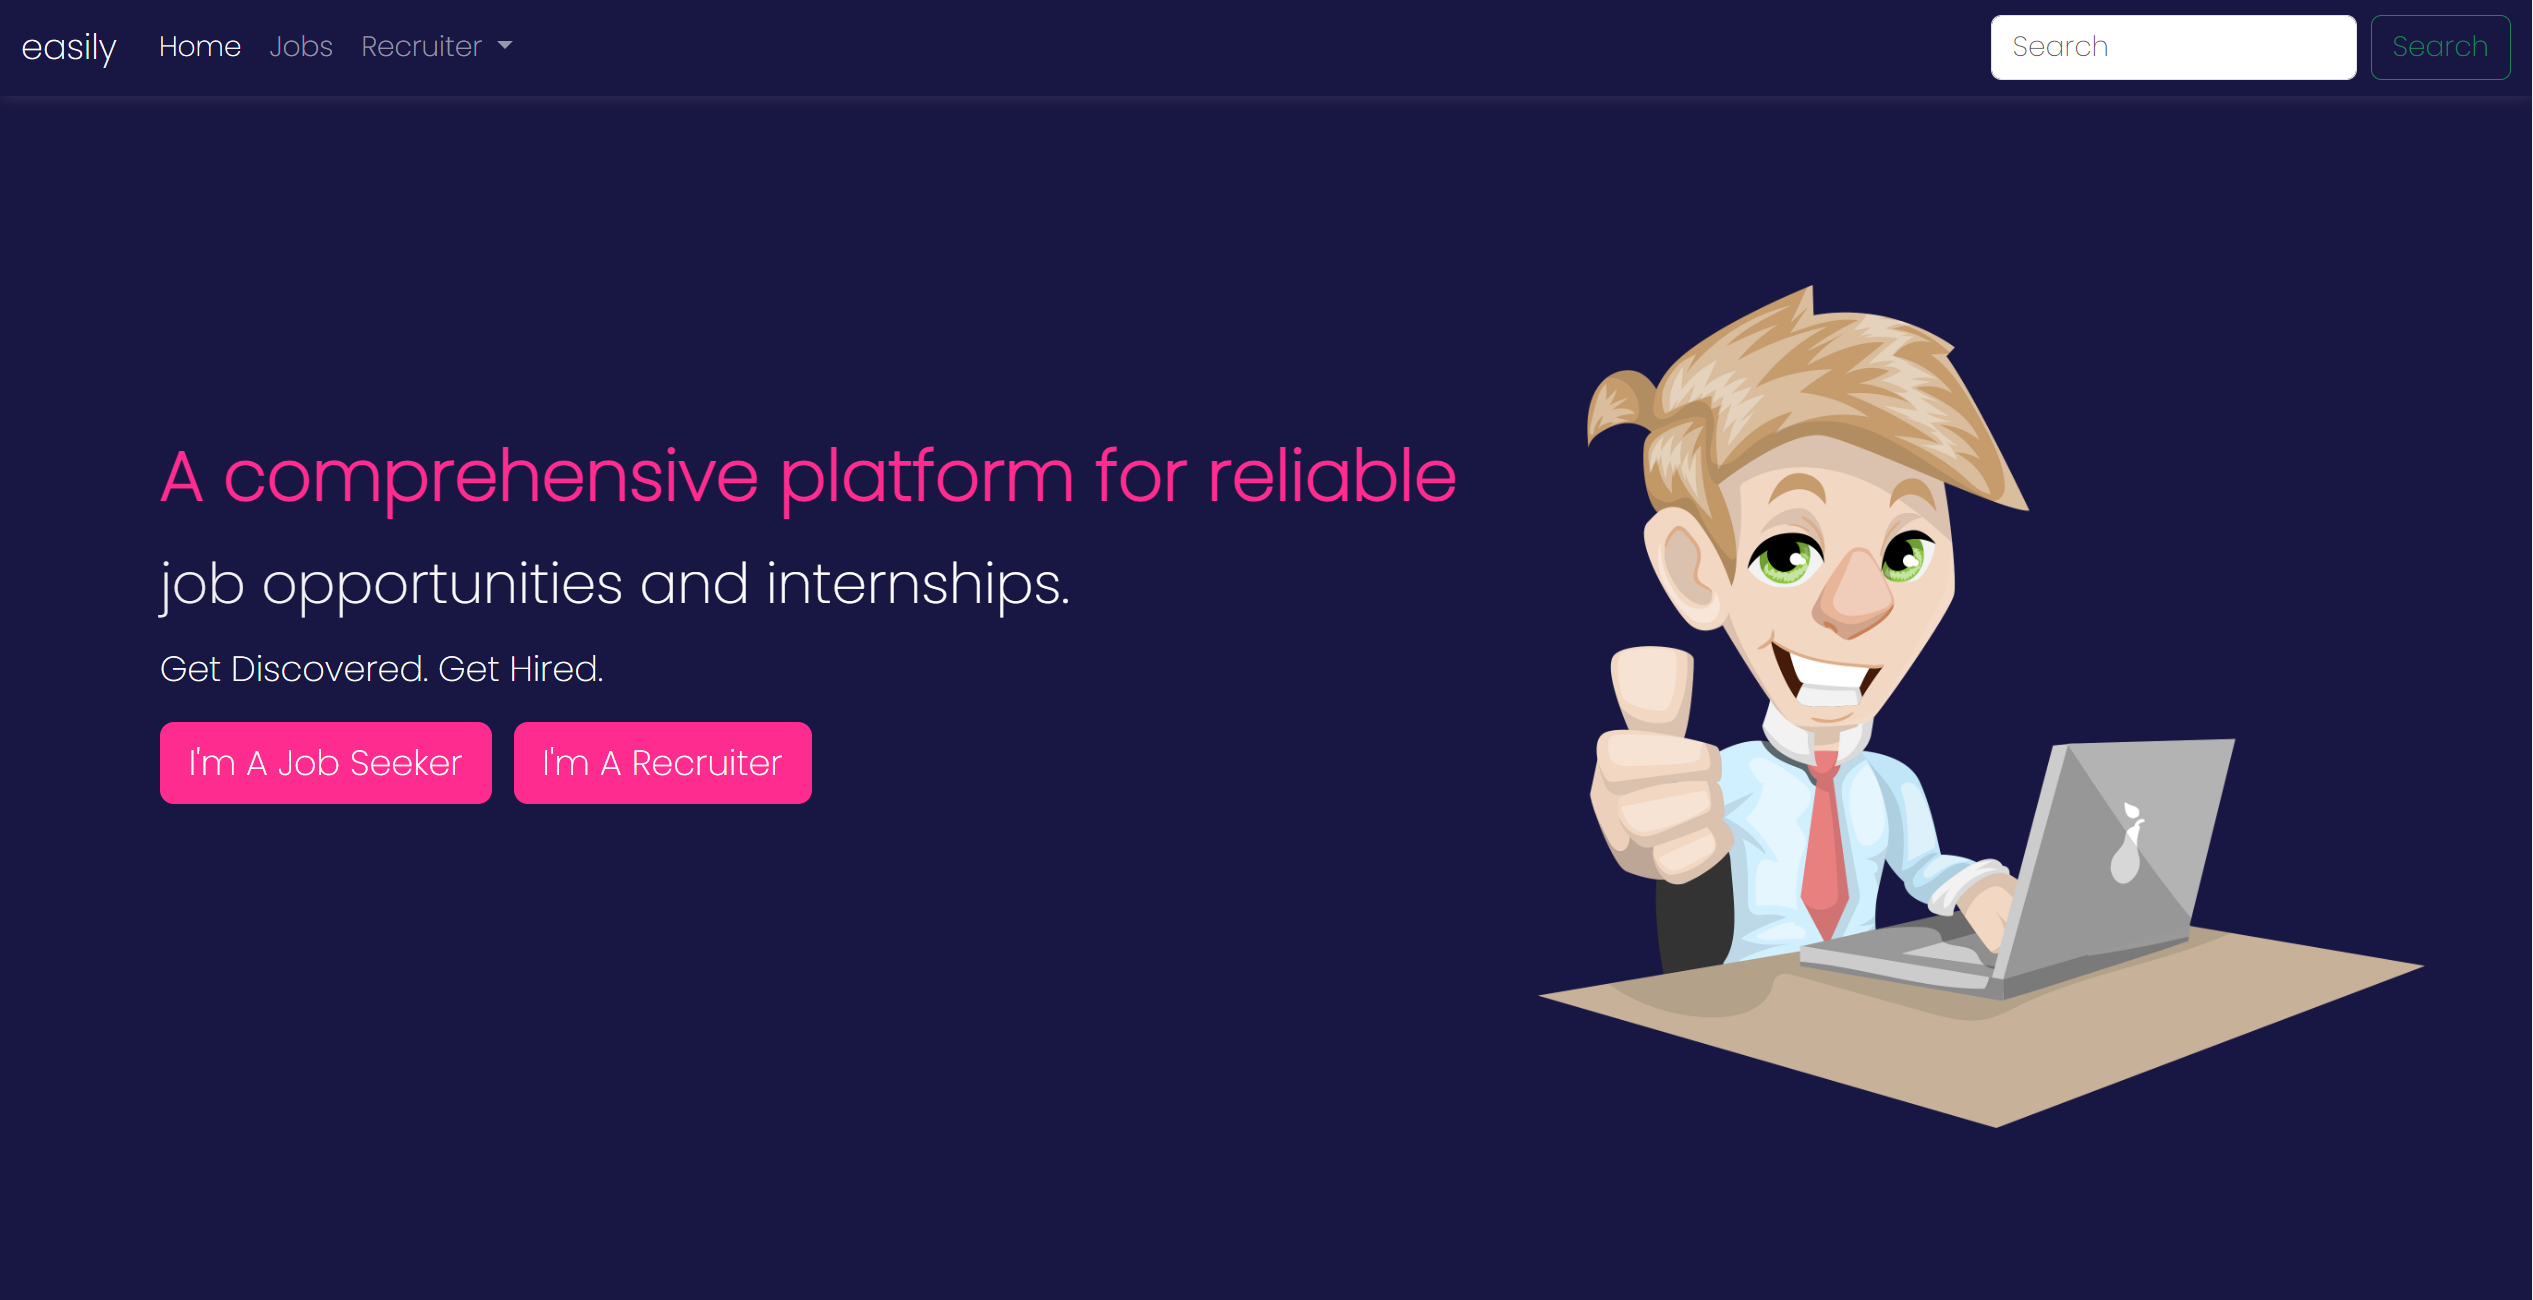 easily Home Jobs Recruiter Search Search
A comprehensive platform for reliable
job opportunities and internships.
Get Discovered. Get Hired.
I'm A Job Seeker I'm A Recruiter